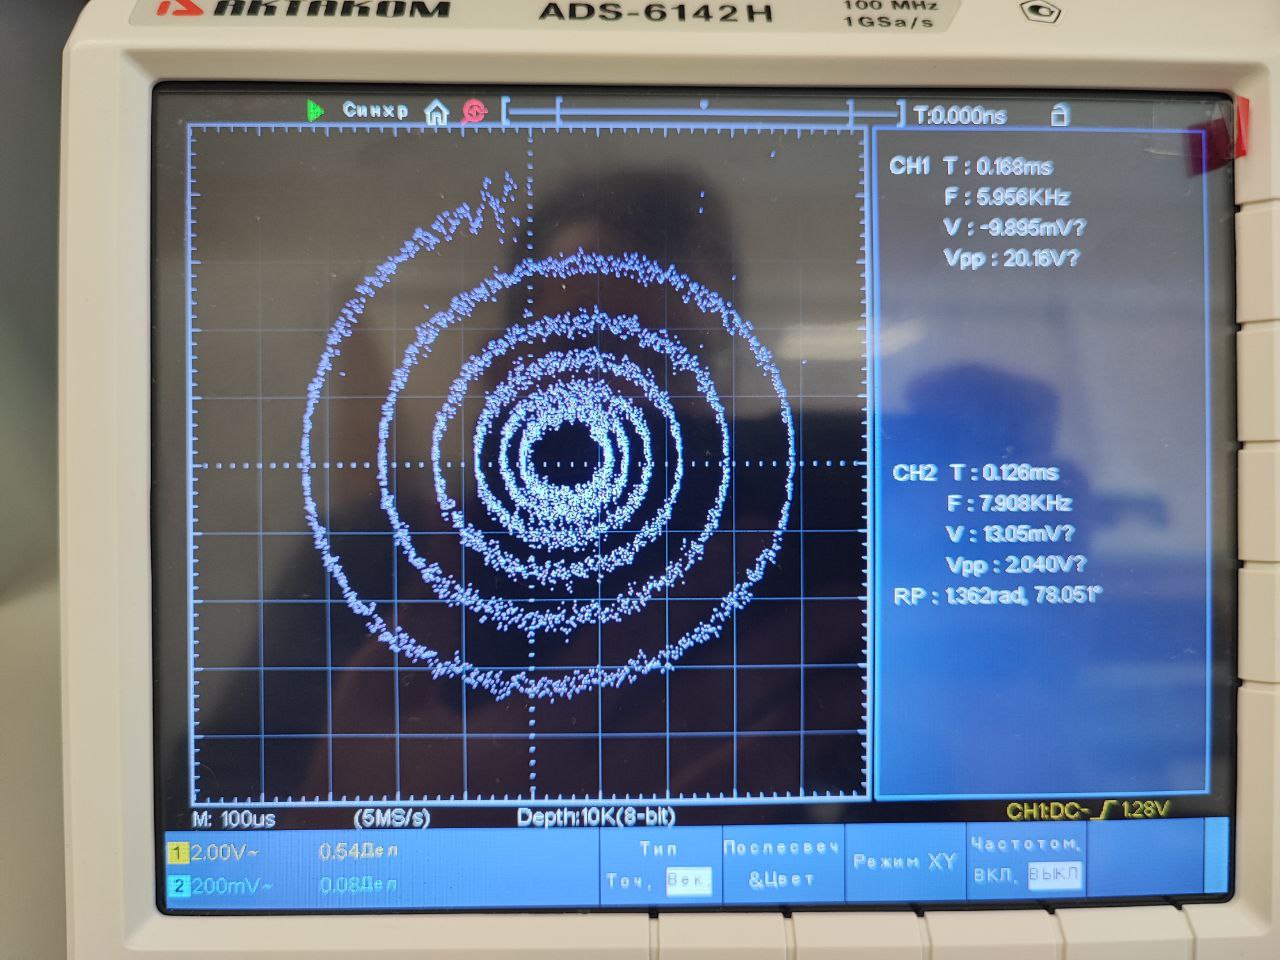 AKTAKOM ADS-6142H 100 MHz
1GSa/s
Синхр T:0.000ns
CH1 T : 0.168ms
F : 5.956KHz
V : -9.895mV?
Vpp : 20.16V?
CH2 T : 0.126ms
F : 7.908KHz
V : 13.05mV?
Vpp : 2.040V?
RP : 1.362rad, 78.051°
M: 100us (5MS/s) Depth:10K(8-bit) CH1:DC- 1.28V
1 2.00V~ 0.54Дел
2 200mV~ 0.08Дел
Тип
Точ. Век.
Послесвеч
&Цвет
Режим XY
Частотом.
ВКЛ. ВЫКЛ